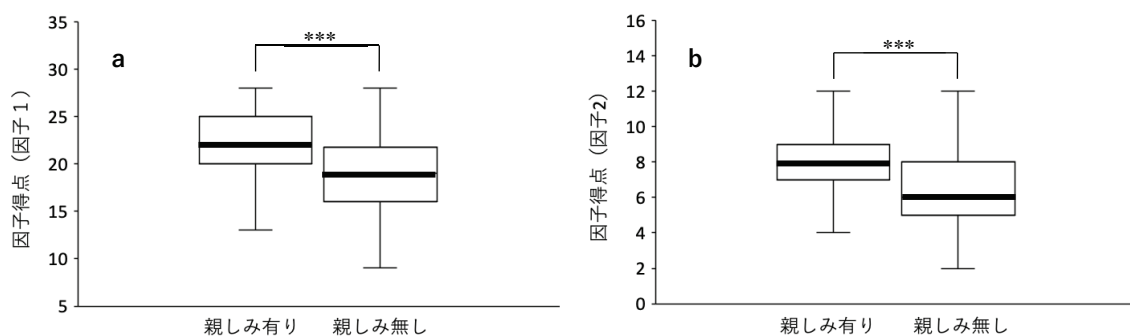 a
***
35
30
25
20
15
10
5
因子得点（因子１）
親しみ有り
親しみ無し
b
***
16
14
12
10
8
6
4
2
0
因子得点（因子2）
親しみ有り
親しみ無し